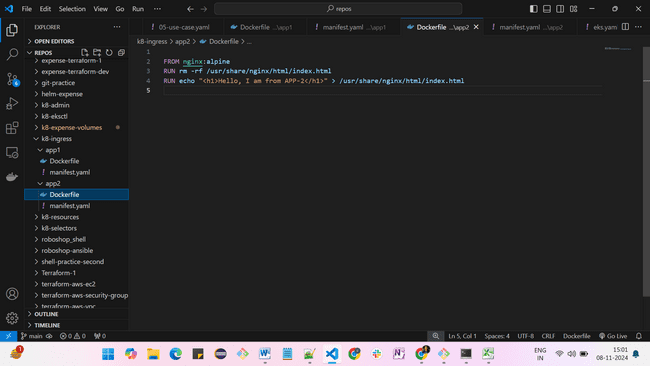 File Edit Selection View Go Run ... repos
EXPLORER ...
05-use-case.yaml Dockerfile ...\app1 manifest.yaml ...\app1 Dockerfile ...\app2 manifest.yaml ...\app2 eks.yaml ...
OPEN EDITORS
REPOS
expense-terraform-1
expense-terraform-dev
git-practice
helm-expense
k8-admin
k8-eksctl
k8-expense-volumes
k8-ingress
app1
Dockerfile
manifest.yaml
app2
Dockerfile
manifest.yaml
k8-resources
k8-selectors
roboshop_shell
roboshop-ansible
shell-practice-second
Terraform-1
terraform-aws-ec2
terraform-aws-security-group
terraform-aws-vpc
OUTLINE
TIMELINE
k8-ingress > app2 > Dockerfile > ...
1
2 FROM nginx:alpine
3 RUN rm -rf /usr/share/nginx/html/index.html
4 RUN echo "<h1>Hello, I am from APP-2</h1>" > /usr/share/nginx/html/index.html
5
main 0 0 0 Ln 5, Col 1 Spaces: 4 UTF-8 CRLF Dockerfile Go Live
ENG
IN
15:01
08-11-2024